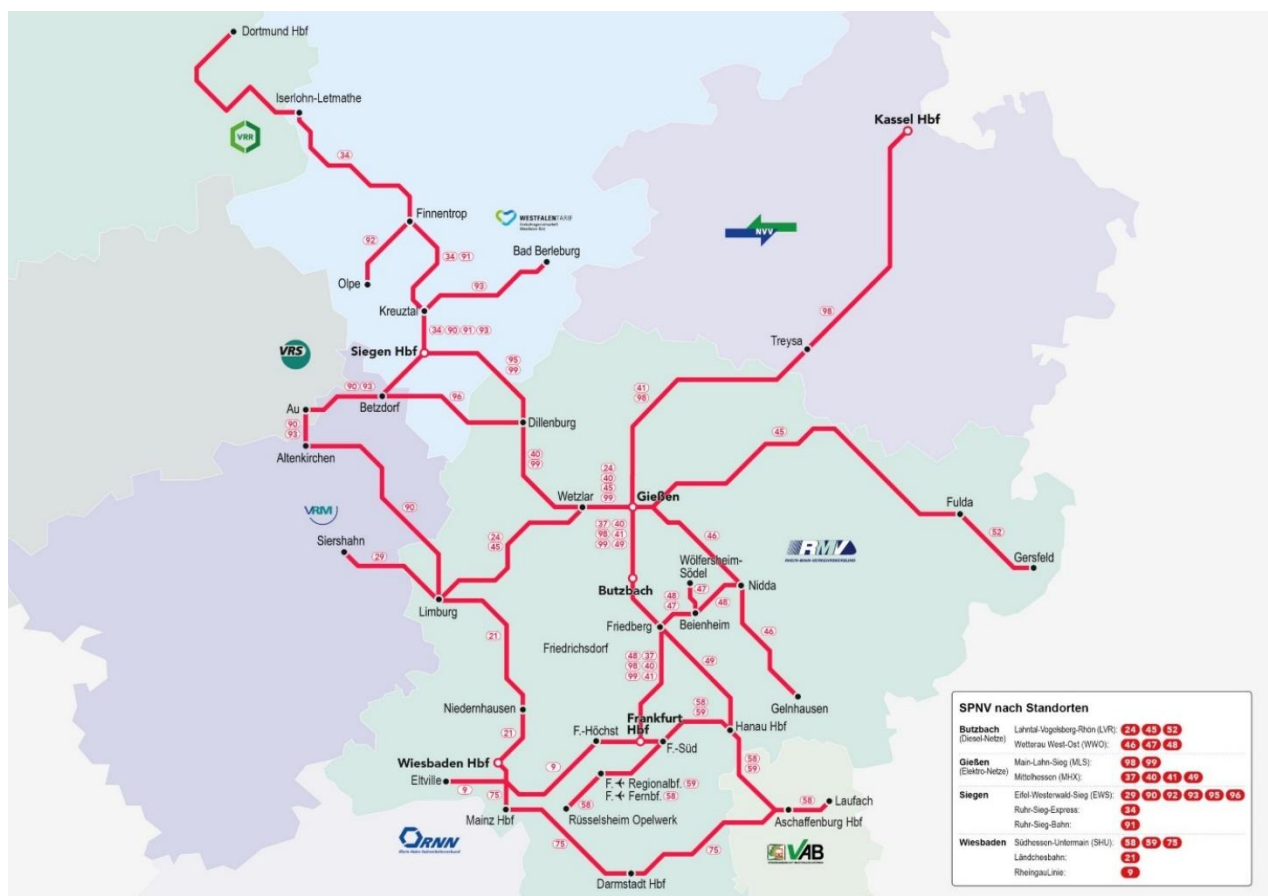 Dortmund Hbf
Iserlohn-Letmathe
VRR
34
Kassel Hbf
Finnentrop
WESTFALENTARIF
92
34 91
Bad Berleburg
NVV
Olpe
93
Kreuztal
98
34 90 91 93
Treysa
VRS
Siegen Hbf
95
99
90 93
96
41
98
Au
Betzdorf
90
93
Dillenburg
45
Altenkirchen
40
99
24
40
45
99
Wetzlar
Gießen
Fulda
90
VRM
37 40
98 41
99 49
46
52
Siershahn
24
45
RMV
RHEIN-MAIN-VERKEHRSVERBUND
29
Wölfersheim-
Södel
Gersfeld
Butzbach
47
Nidda
48
47
48
Limburg
Friedberg
Beienheim
21
46
Friedrichsdorf
48 37
98 40
99 41
49
Gelnhausen
58
59
Niedernhausen
Frankfurt
Hbf
Hanau Hbf
21
F.-Höchst
F.-Süd
Wiesbaden Hbf
58
59
Eltville
9
9
F. Regionalbf. 59
F. Fernbf. 58
75
58
58
Laufach
Mainz Hbf
Rüsselsheim Opelwerk
Aschaffenburg Hbf
RNN
75
75
VAB
Darmstadt Hbf
SPNV nach Standorten
Butzbach Lahntal-Vogelsberg-Rhön (LVR): 24 45 52
(Diesel-Netze) Wetterau West-Ost (WWO): 46 47 48
Gießen Main-Lahn-Sieg (MLS): 98 99
(Elektro-Netze) Mittelhessen (MHX): 37 40 41 49
Siegen Eifel-Westerwald-Sieg (EWS): 29 90 92 93 95 96
Ruhr-Sieg-Express: 34
Ruhr-Sieg-Bahn: 91
Wiesbaden Südhessen-Untermain (SHU): 58 59 75
Ländchesbahn: 21
RheingauLinie: 9